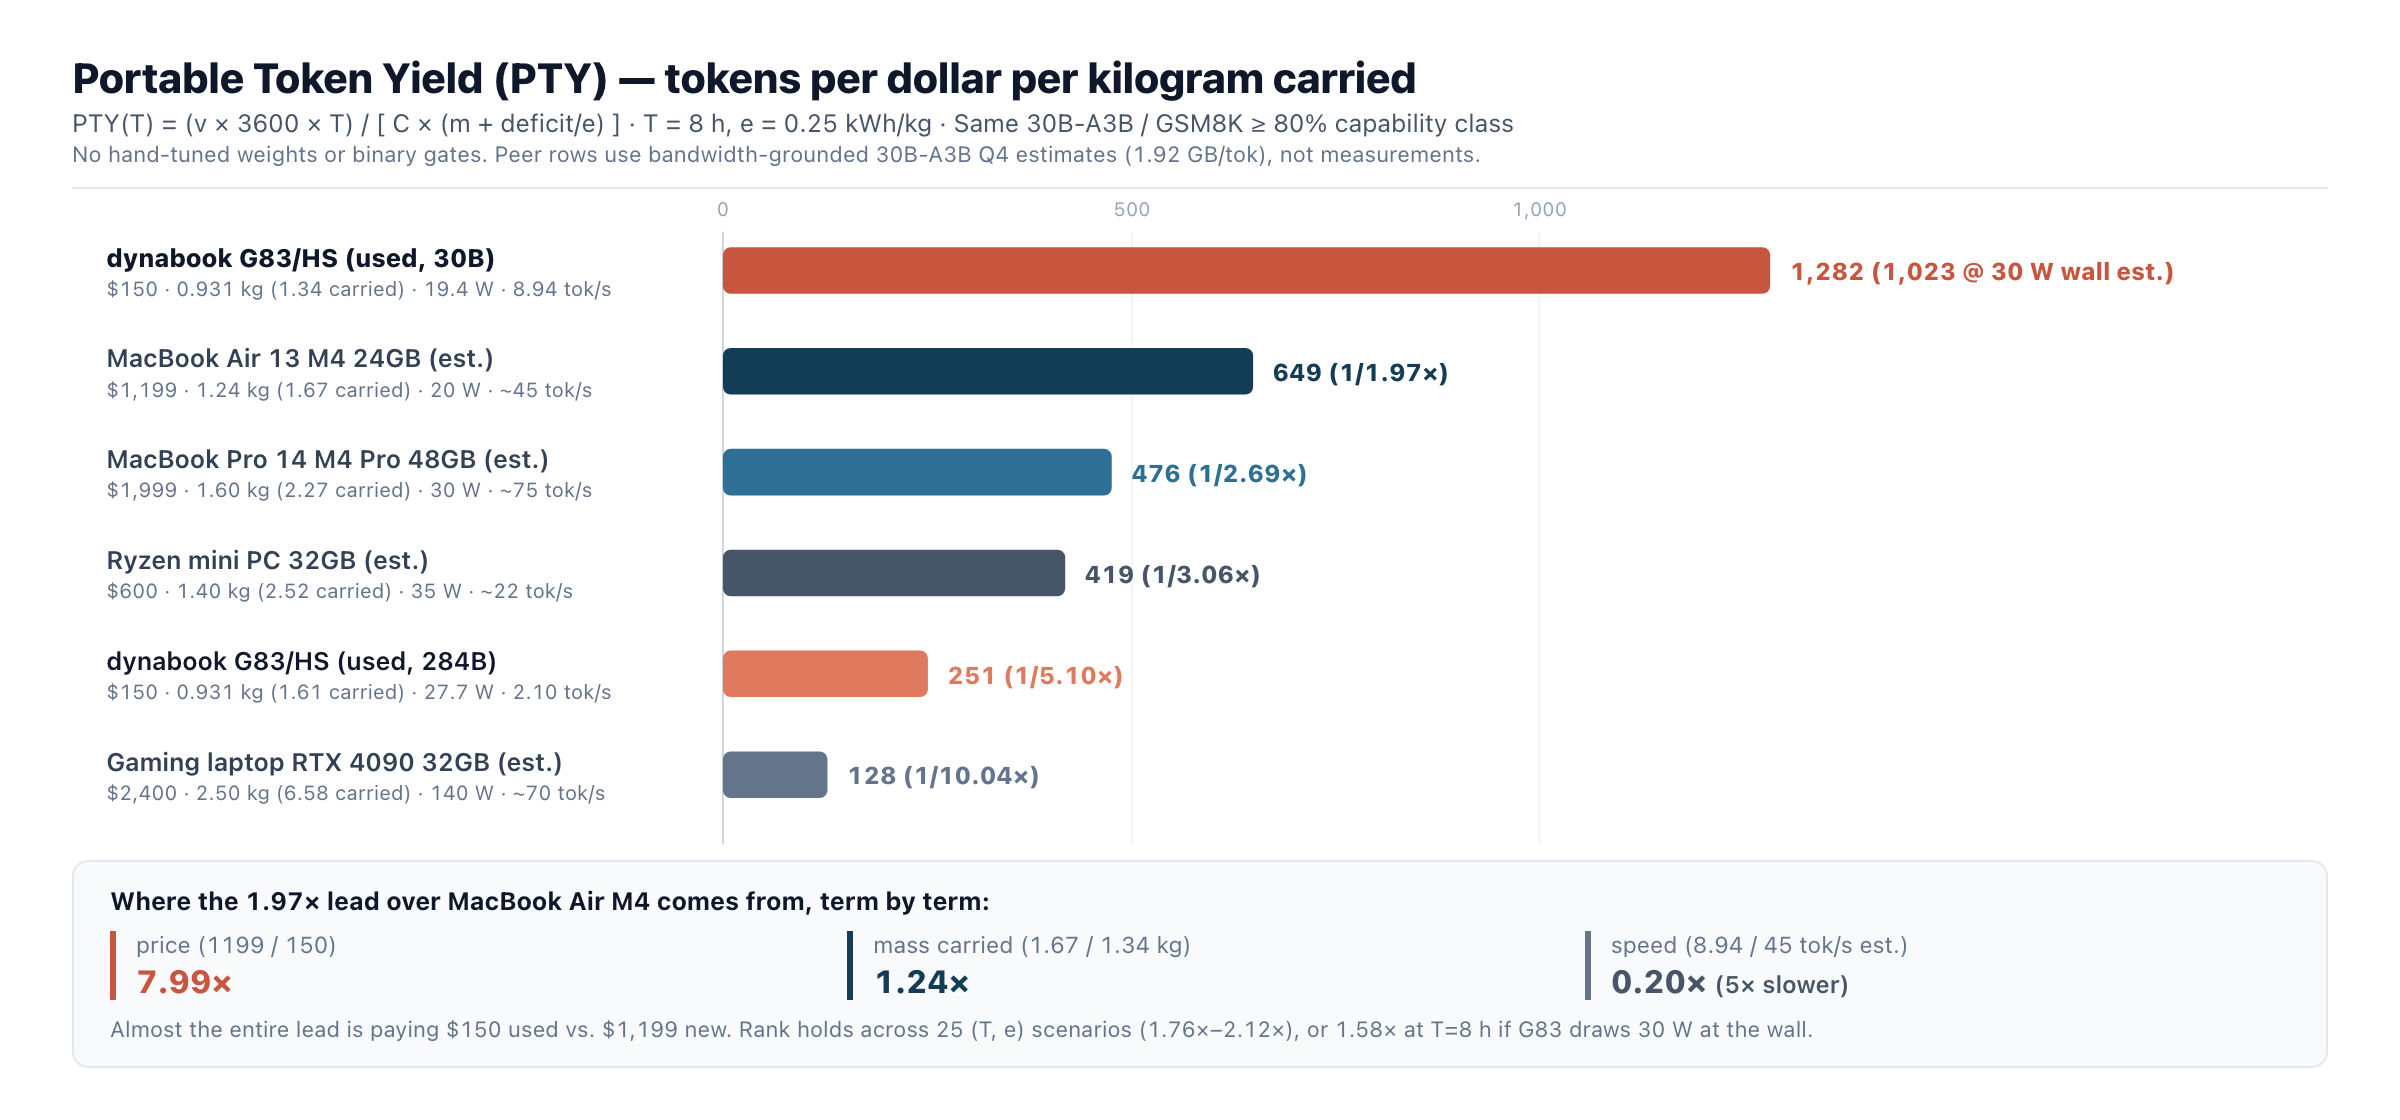 Portable Token Yield (PTY) — tokens per dollar per kilogram carried
PTY(T) = (v × 3600 × T) / [ C × (m + deficit/e) ] · T = 8 h, e = 0.25 kWh/kg · Same 30B-A3B / GSM8K ≥ 80% capability class
No hand-tuned weights or binary gates. Peer rows use bandwidth-grounded 30B-A3B Q4 estimates (1.92 GB/tok), not measurements.
0 500 1,000
dynabook G83/HS (used, 30B)
$150 · 0.931 kg (1.34 carried) · 19.4 W · 8.94 tok/s
1,282 (1,023 @ 30 W wall est.)
MacBook Air 13 M4 24GB (est.)
$1,199 · 1.24 kg (1.67 carried) · 20 W · ~45 tok/s
649 (1/1.97×)
MacBook Pro 14 M4 Pro 48GB (est.)
$1,999 · 1.60 kg (2.27 carried) · 30 W · ~75 tok/s
476 (1/2.69×)
Ryzen mini PC 32GB (est.)
$600 · 1.40 kg (2.52 carried) · 35 W · ~22 tok/s
419 (1/3.06×)
dynabook G83/HS (used, 284B)
$150 · 0.931 kg (1.61 carried) · 27.7 W · 2.10 tok/s
251 (1/5.10×)
Gaming laptop RTX 4090 32GB (est.)
$2,400 · 2.50 kg (6.58 carried) · 140 W · ~70 tok/s
128 (1/10.04×)
Where the 1.97× lead over MacBook Air M4 comes from, term by term:
price (1199 / 150)
7.99×
mass carried (1.67 / 1.34 kg)
1.24×
speed (8.94 / 45 tok/s est.)
0.20× (5× slower)
Almost the entire lead is paying $150 used vs. $1,199 new. Rank holds across 25 (T, e) scenarios (1.76×–2.12×), or 1.58× at T=8 h if G83 draws 30 W at the wall.